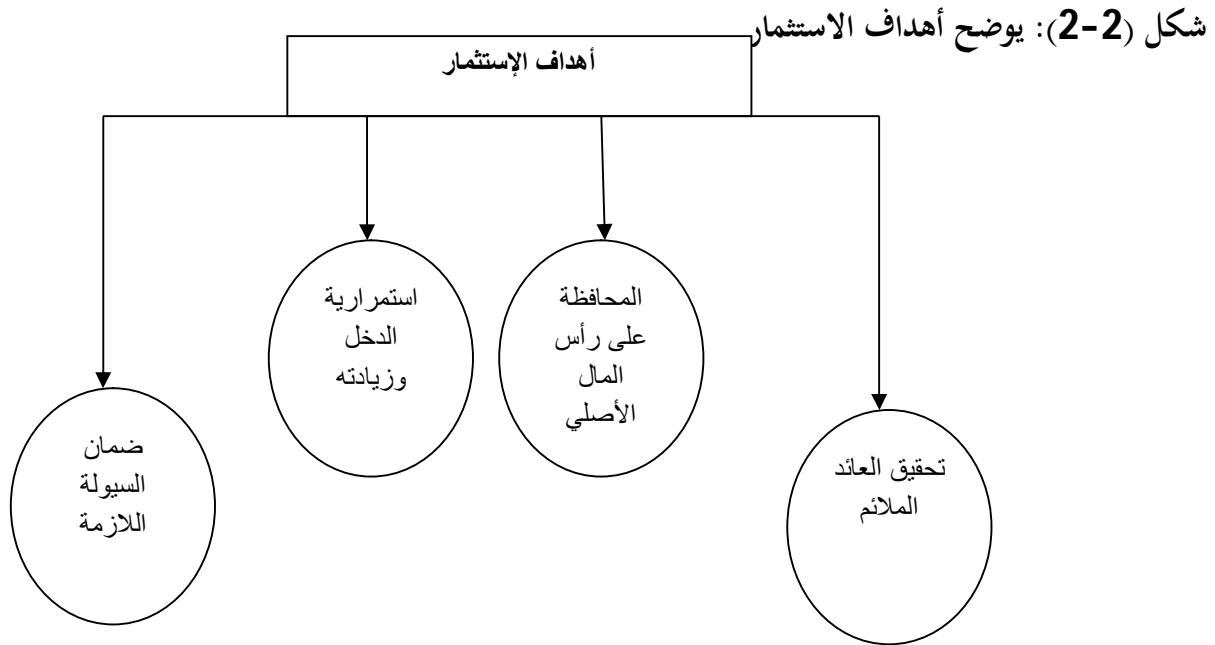 شكل (2-2): يوضح أهداف الاستثمار
أهداف الإستثمار
تحقيق العائد
الملائم
المحافظة
على رأس
المال
الأصلي
استمرارية
الدخل
وزيادته
ضمان
السيولة
اللازمة